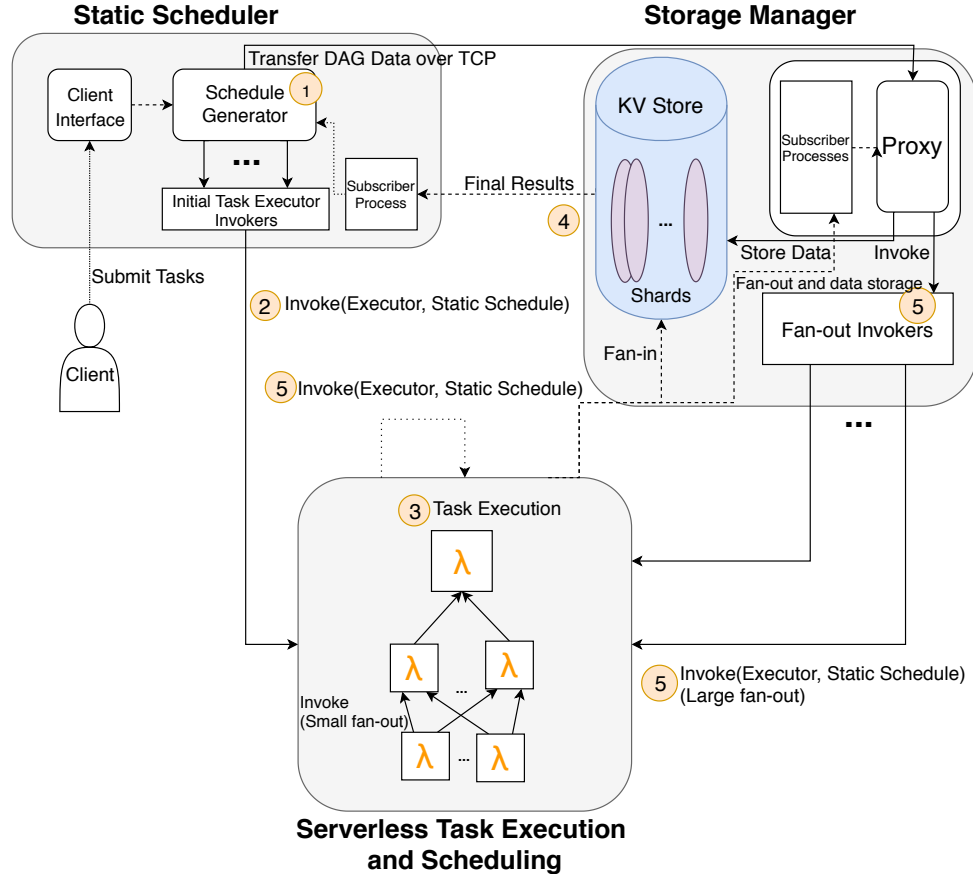 Static Scheduler
Storage Manager
Transfer DAG Data over TCP
Client
Interface
Schedule
Generator
1
...
Initial Task Executor
Invokers
Subscriber
Process
Final Results
4
KV Store
...
Shards
Subscriber
Processes
Proxy
Store Data
Invoke
Fan-out and data storage
5
Fan-out Invokers
Fan-in
...
Submit Tasks
Client
2
Invoke(Executor, Static Schedule)
5
Invoke(Executor, Static Schedule)
3
Task Execution
λ
λ
...
λ
Invoke
(Small fan-out)
λ
...
λ
5
Invoke(Executor, Static Schedule)
(Large fan-out)
Serverless Task Execution
and Scheduling